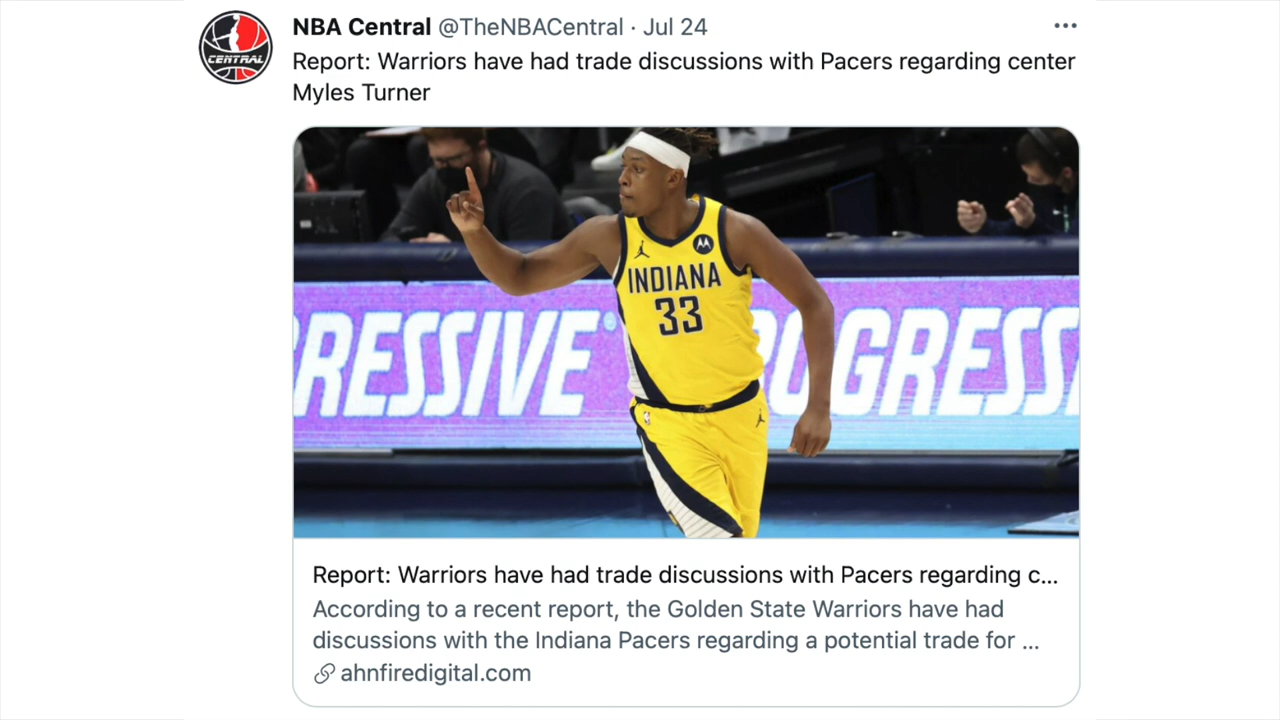 NBA Central @TheNBACentral · Jul 24
Report: Warriors have had trade discussions with Pacers regarding center
Myles Turner
CENTRAL
INDIANA
33
RESSIVE
OGRESS
Report: Warriors have had trade discussions with Pacers regarding c...
According to a recent report, the Golden State Warriors have had
discussions with the Indiana Pacers regarding a potential trade for ...
ahnfiredigital.com